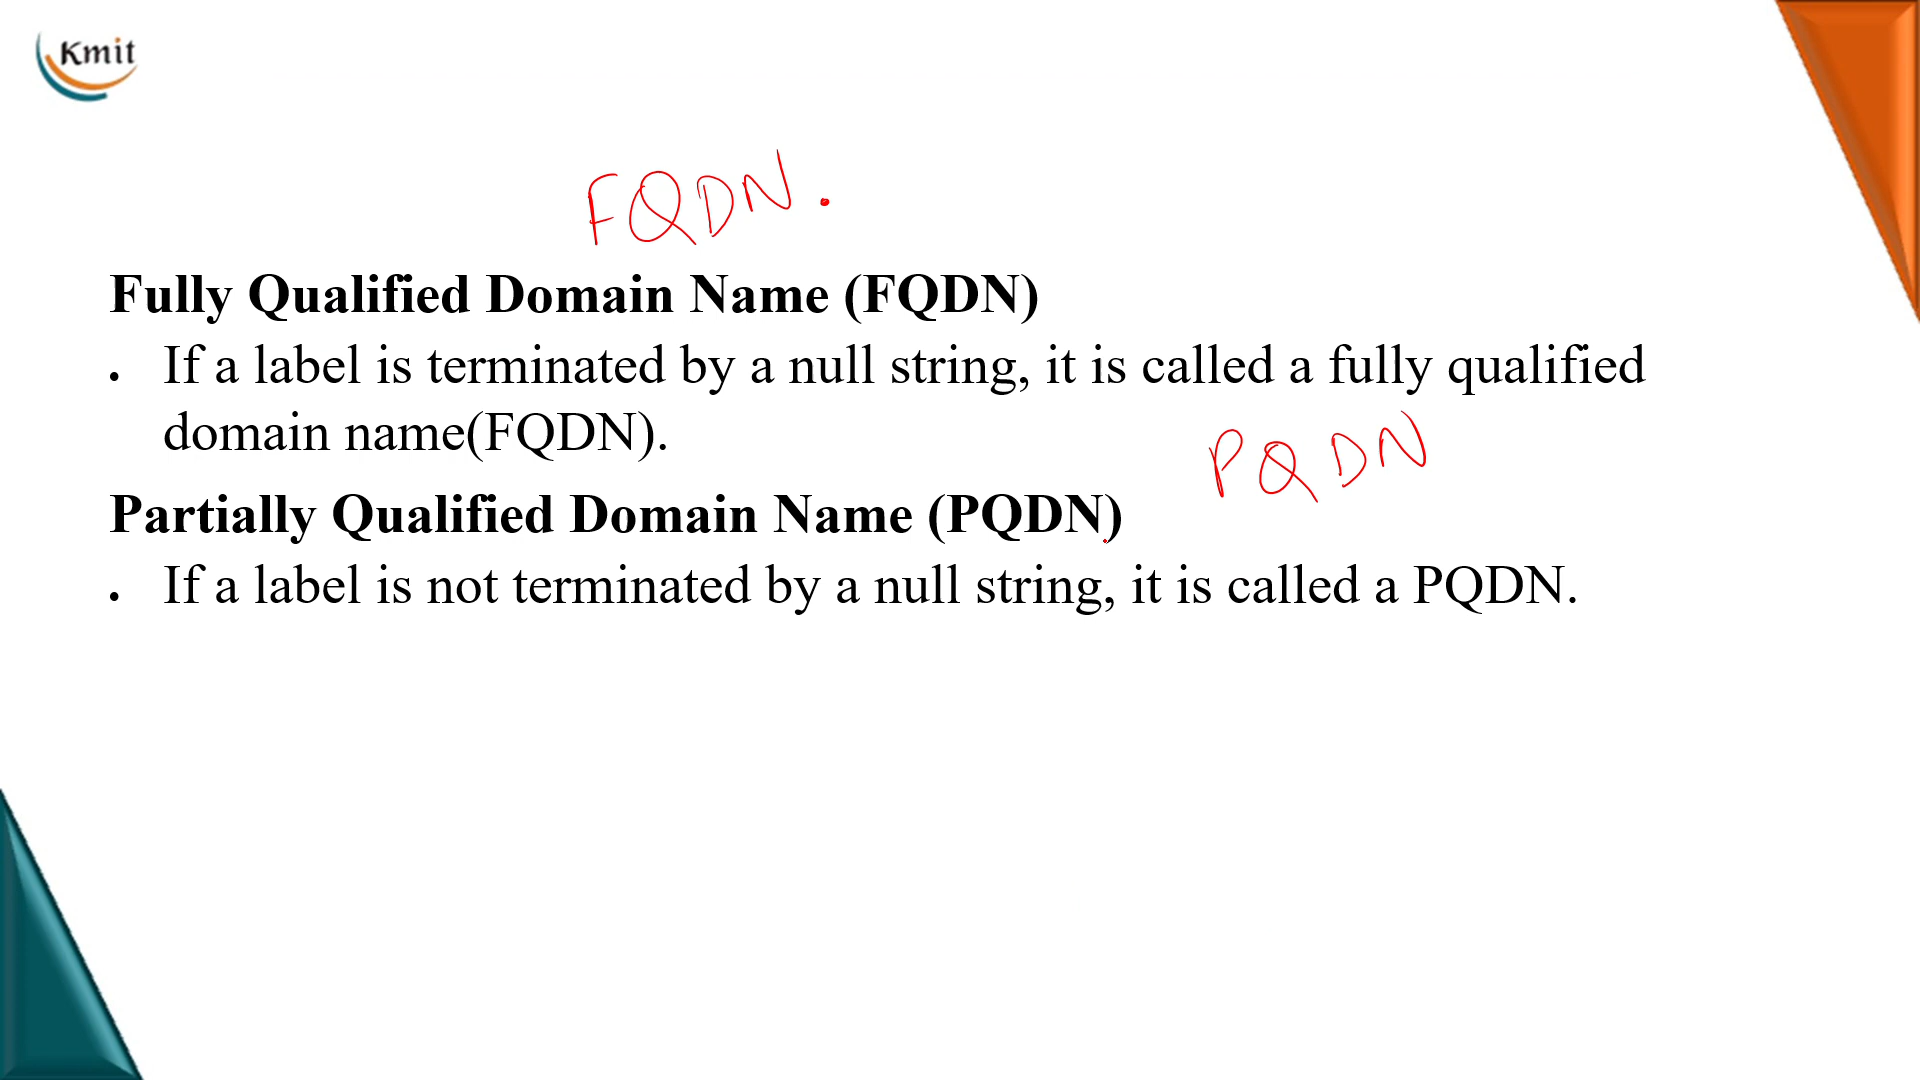 Kmit
FQDN.
Fully Qualified Domain Name (FQDN)
• If a label is terminated by a null string, it is called a fully qualified
domain name(FQDN).
PQDN
Partially Qualified Domain Name (PQDN)
• If a label is not terminated by a null string, it is called a PQDN.